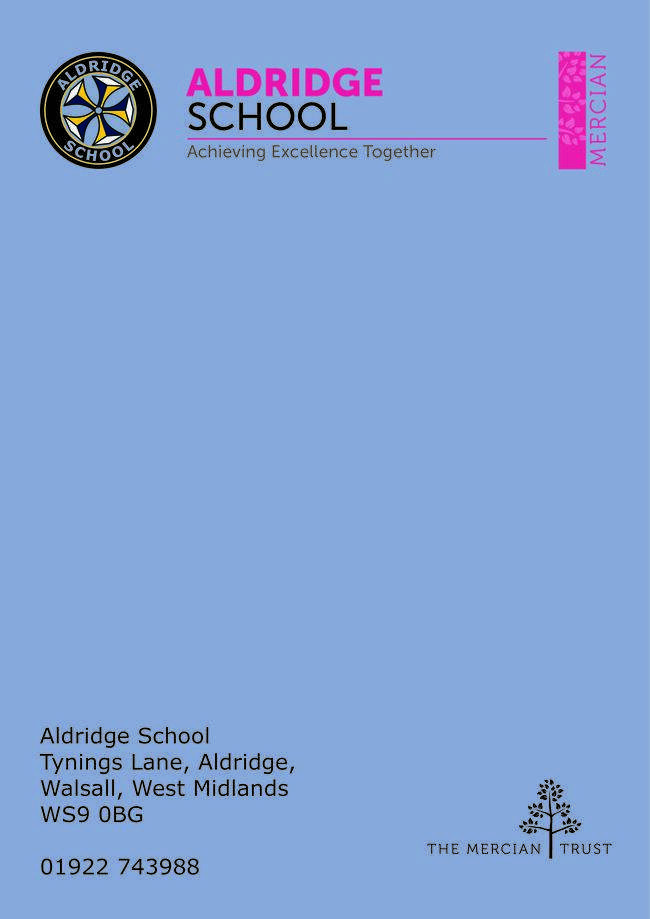 ALDRIDGE
SCHOOL
ALDRIDGE
SCHOOL
Achieving Excellence Together
MERCIAN
Aldridge School
Tynings Lane, Aldridge,
Walsall, West Midlands
WS9 0BG
01922 743988
THE MERCIAN TRUST